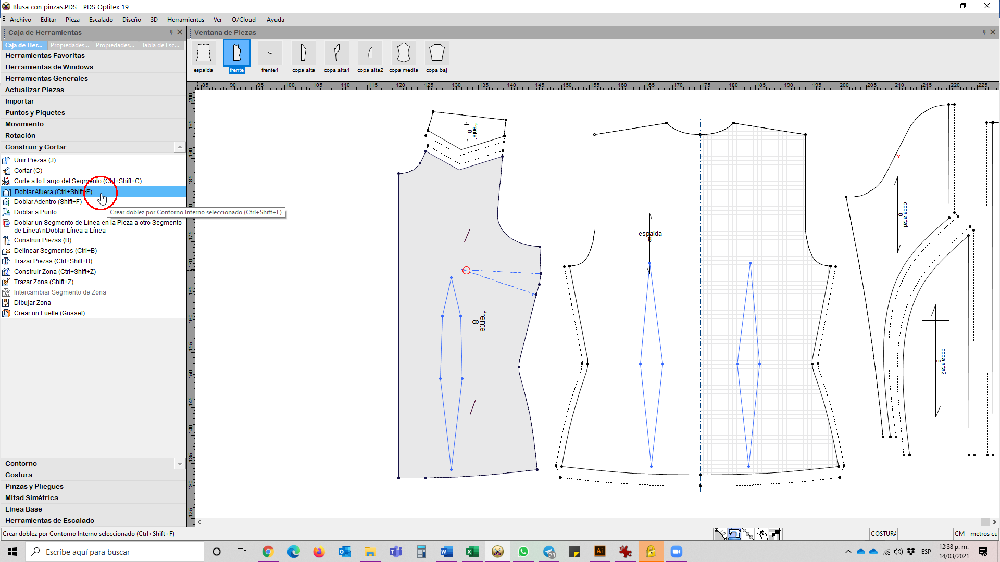 Blusa con pinzas.PDS - PDS Optitex 19
Archivo Editar Pieza Escalado Diseño 3D Herramientas Ver O/Cloud Ayuda
Caja de Herramientas
Ventana de Piezas
Caja de Her... Propiedades... Propiedades... Tabla de Esc...
espalda frente frente1 copa alta copa alta1 copa alta2 copa media copa baj
Herramientas Favoritas
Herramientas de Windows
Herramientas Generales
Actualizar Piezas
Importar
Puntos y Piquetes
Movimiento
Rotación
Construir y Cortar
Unir Piezas (J)
Cortar (C)
Corte a lo Largo del Segmento (Ctrl+Shift+C)
Doblar Afuera (Ctrl+Shift+F)
Doblar Adentro (Shift+F)
Crear doblez por Contorno Interno seleccionado (Ctrl+Shift+F)
Doblar a Punto
Doblar un Segmento de Línea en la Pieza a otro Segmento
de Línea\nDoblar Línea a Línea
Construir Piezas (B)
Delinear Segmentos (Ctrl+B)
Trazar Piezas (Ctrl+Shift+B)
Construir Zona (Ctrl+Shift+Z)
Trazar Zona (Shift+Z)
Intercambiar Segmento de Zona
Dibujar Zona
Crear un Fuelle (Gusset)
Contorno
Costura
Pinzas y Pliegues
Mitad Simétrica
Línea Base
Herramientas de Escalado
85 90 95 100 105 110 115 120 125 130 135 140 145 150 155 160 165 170 175 180 185 190 195 200 205 210 215 220 225
200
195
190
185
175
170
165
160
155
150
145
140
135
130
125
frente1
8
frente
8
espalda
8
copa alta1
8
copa alta2
8
Crear doblez por Contorno Interno seleccionado (Ctrl+Shift+F)
COSTURA
CM - metros cu
Escribe aquí para buscar
28
ESP
12:38 p. m.
14/03/2021